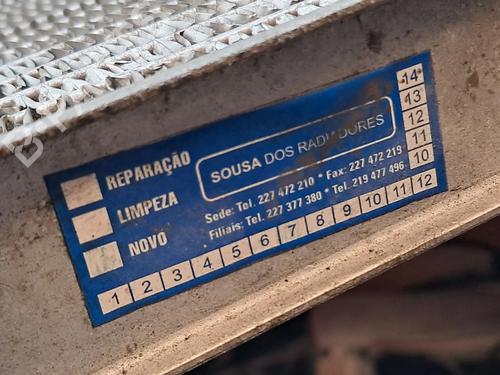 REPARAÇÃO
LIMPEZA
NOVO
SOUSA DOS RADIADORES
Sede: Tel. 227 472 210 * Fax: 227 472 219
Filiais: Tel. 227 377 380 * Tel. 219 477 496
14
13
12
11
10
1 2 3 4 5 6 7 8 9 10 11 12